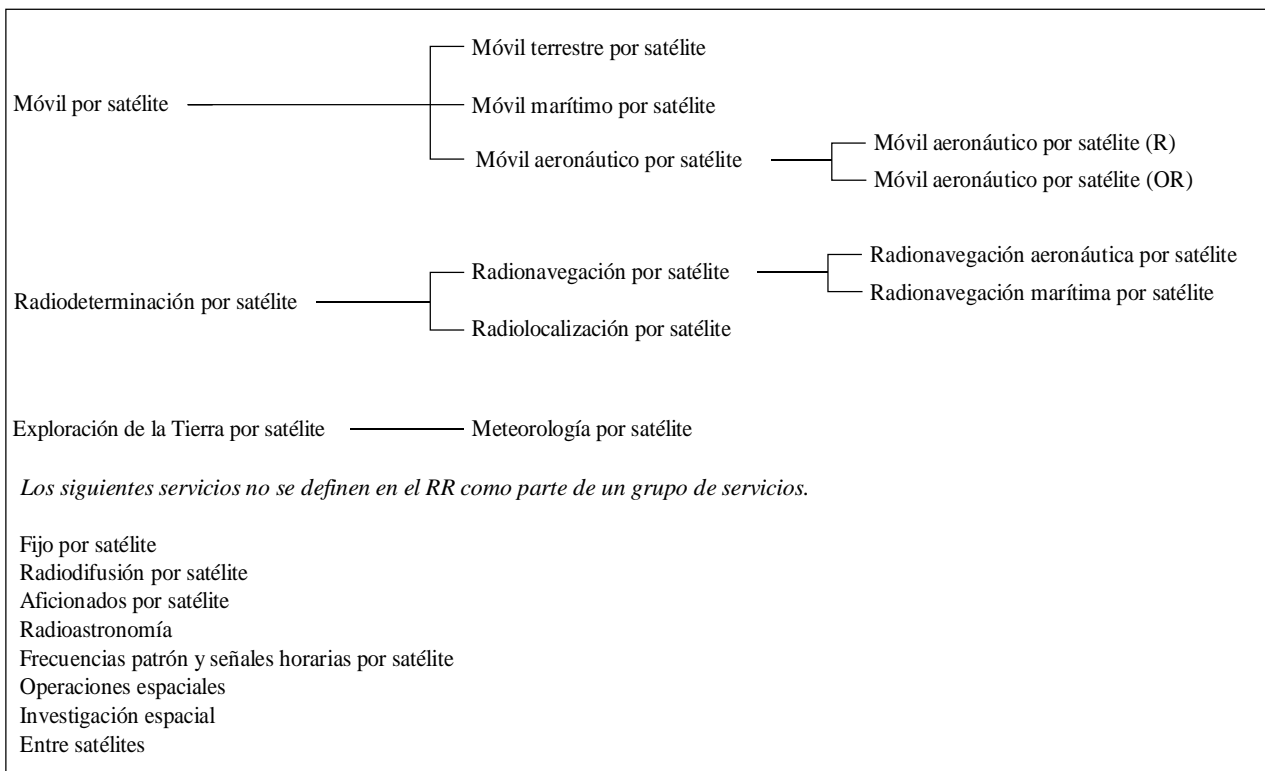 Móvil terrestre por satélite
Móvil por satélite
Móvil marítimo por satélite
Móvil aeronáutico por satélite
Móvil aeronáutico por satélite (R)
Móvil aeronáutico por satélite (OR)
Radiodeterminación por satélite
Radionavegación por satélite
Radionavegación aeronáutica por satélite
Radionavegación marítima por satélite
Radiolocalización por satélite
Exploración de la Tierra por satélite
Meteorología por satélite
Los siguientes servicios no se definen en el RR como parte de un grupo de servicios.
Fijo por satélite
Radiodifusión por satélite
Aficionados por satélite
Radioastronomía
Frecuencias patrón y señales horarias por satélite
Operaciones espaciales
Investigación espacial
Entre satélites